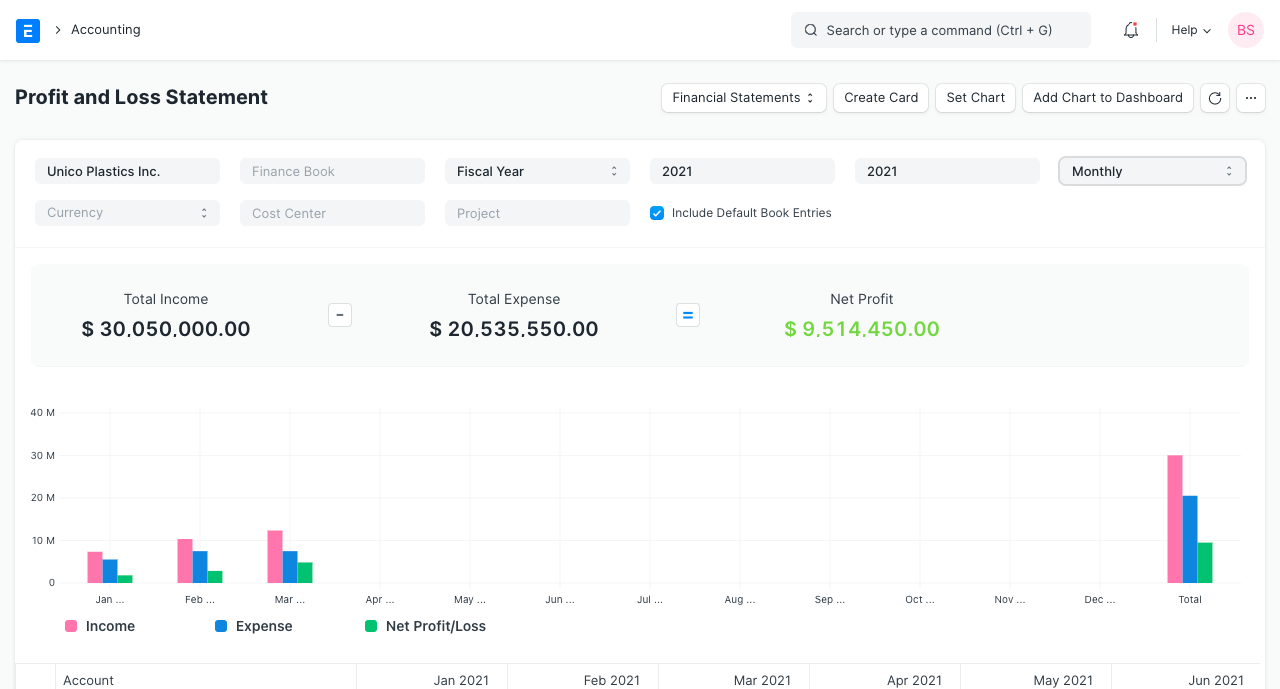 E Accounting Search or type a command (Ctrl + G) Help BS
Profit and Loss Statement Financial Statements Create Card Set Chart Add Chart to Dashboard ...
Unico Plastics Inc. Finance Book Fiscal Year 2021 2021 Monthly
Currency Cost Center Project Include Default Book Entries
Total Income Total Expense Net Profit
$ 30,050,000.00 - $ 20,535,550.00 = $ 9,514,450.00
40 M
30 M
20 M
10 M
0
Jan ... Feb ... Mar ... Apr ... May ... Jun ... Jul ... Aug ... Sep ... Oct ... Nov ... Dec ... Total
Income Expense Net Profit/Loss
Account Jan 2021 Feb 2021 Mar 2021 Apr 2021 May 2021 Jun 2021